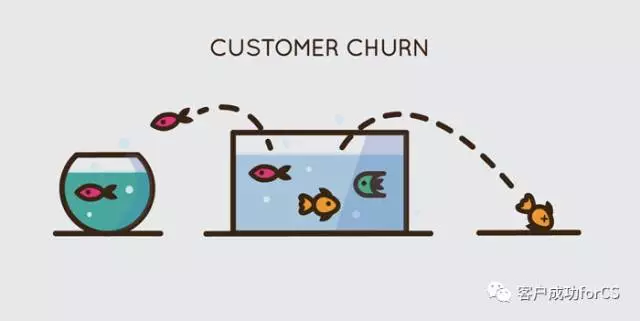 CUSTOMER CHURN
客户成功forCS